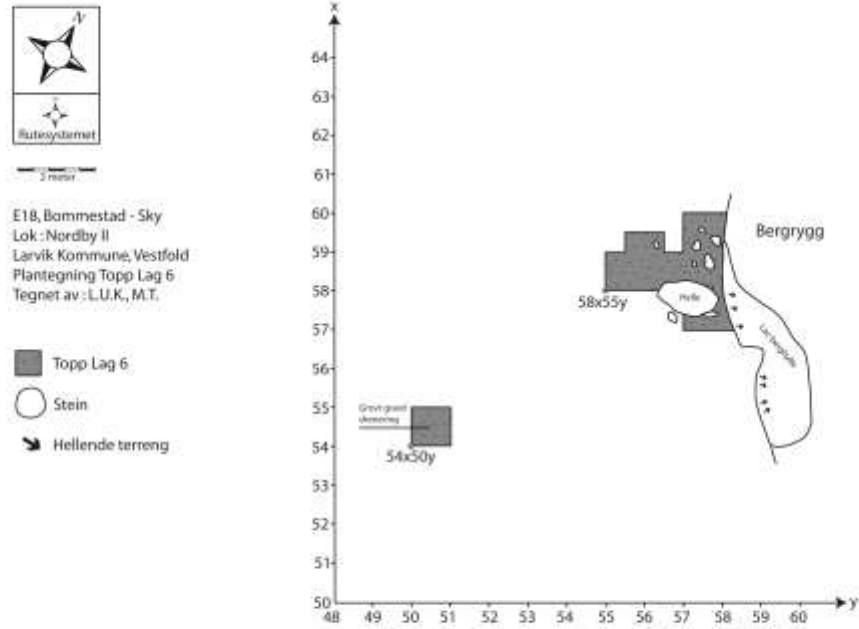 N
Rutesystemet
2 meter
E18, Bommestad - Sky
Lok : Nordby II
Larvik Kommune, Vestfold
Plantegning Topp Lag 6
Tegnet av : L.U.K., M.T.
Topp Lag 6
Stein
Hellende terreng
x
64
63
62
61
60
59
58
57
56
55
54
53
52
51
50
48 49 50 51 52 53 54 55 56 57 58 59 60 y
Bergrygg
58x55y
Helle
54x50y